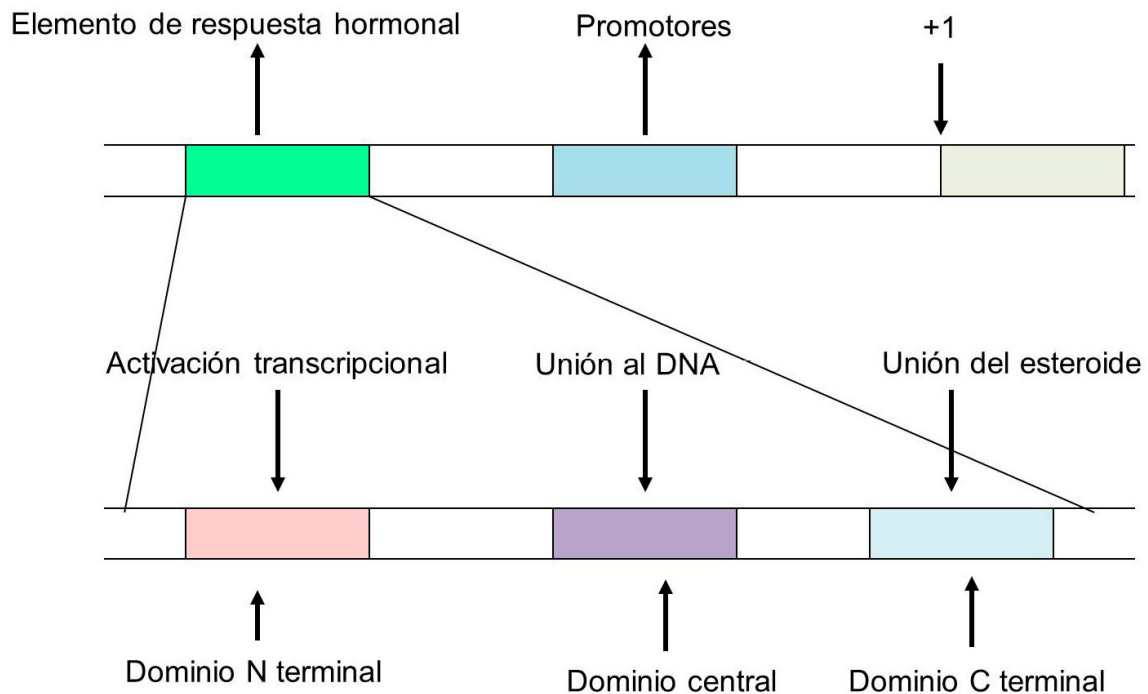 Elemento de respuesta hormonal
Promotores
+1
Activación transcripcional
Unión al DNA
Unión del esteroide
Dominio N terminal
Dominio central
Dominio C terminal